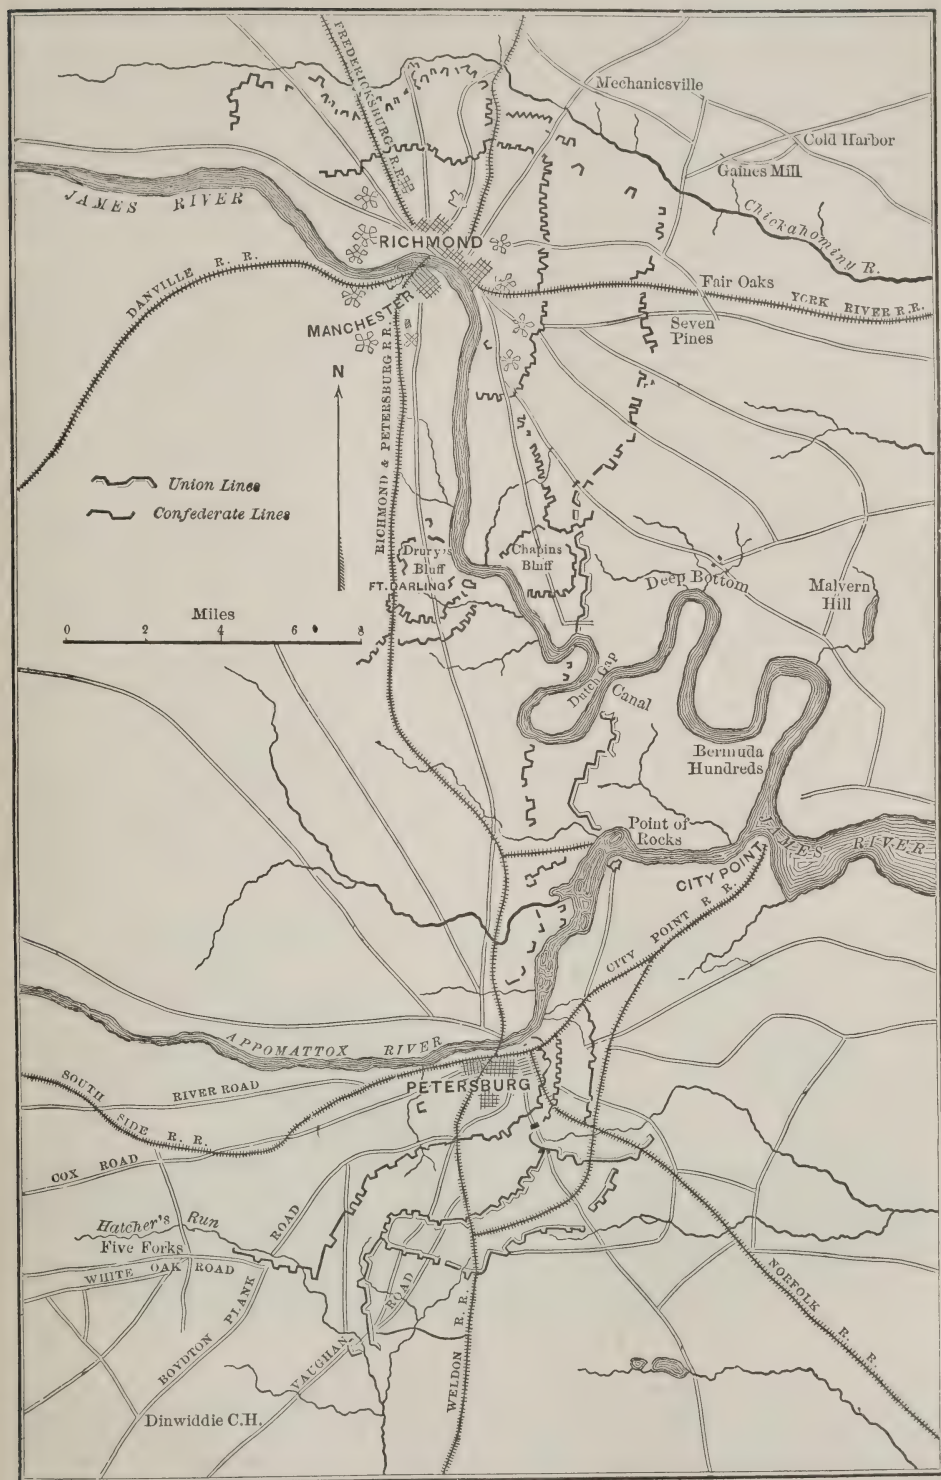 FREDERICKSBURG R.R.
Mechanicsville
Cold Harbor
Gaines Mill
JAMES RIVER
Chickahominy R.
RICHMOND
DANVILLE R. R.
Fair Oaks
YORK RIVER R.R.
MANCHESTER
Seven
Pines
N
RICHMOND & PETERSBURG R.R.
Union Lines
Confederate Lines
Drury's
Bluff
Chapins
Bluff
FT. DARLING
Deep Bottom
Malvern
Hill
Miles
0 2 4 6 8
Dutch Gap
Canal
Bermuda
Hundreds
Point of
Rocks
JAMES RIVER
CITY POINT
CITY POINT R. R.
APPOMATTOX RIVER
PETERSBURG
RIVER ROAD
SOUTH SIDE R. R.
COX ROAD
Hatcher's Run
Five Forks
WHITE OAK ROAD
BOYDTON PLANK ROAD
VAUGHAN ROAD
WELDON R. R.
NORFOLK R. R.
Dinwiddie C.H.